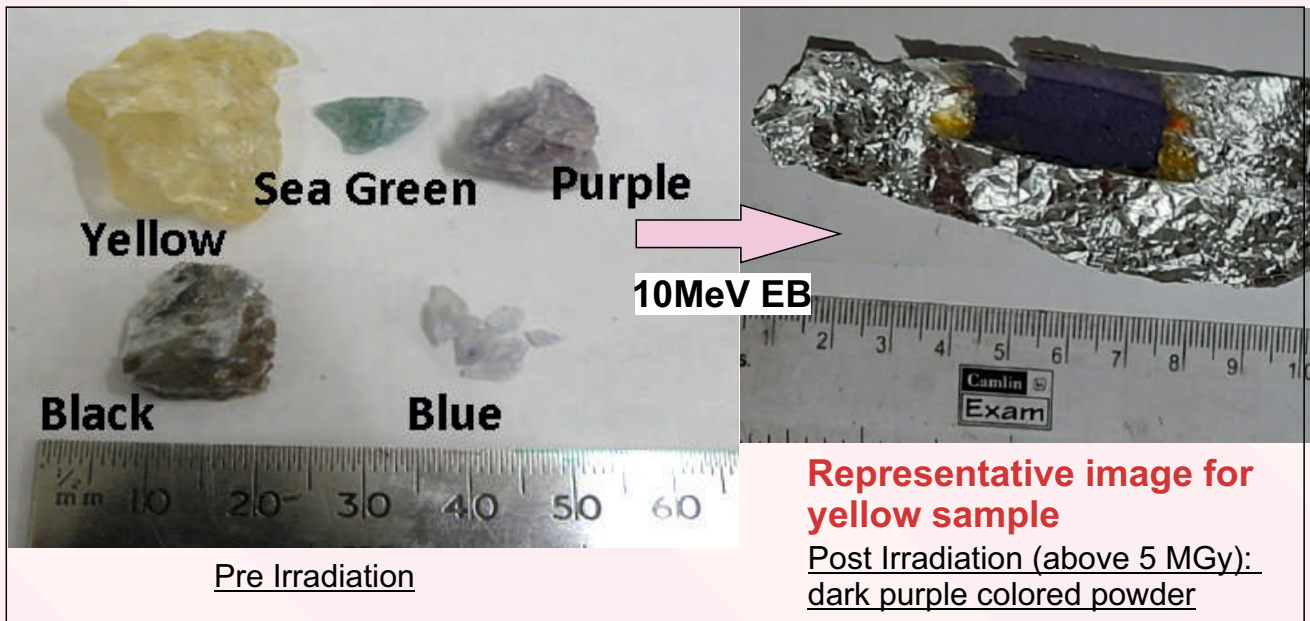 Yellow
Sea Green
Purple
Black
Blue
1/2
mm 10 20 30 40 50 60
Pre Irradiation
10MeV EB
s. 1 2 3 4 5 6 7 8 9
Camlin
Exam
Representative image for
yellow sample
Post Irradiation (above 5 MGy):
dark purple colored powder